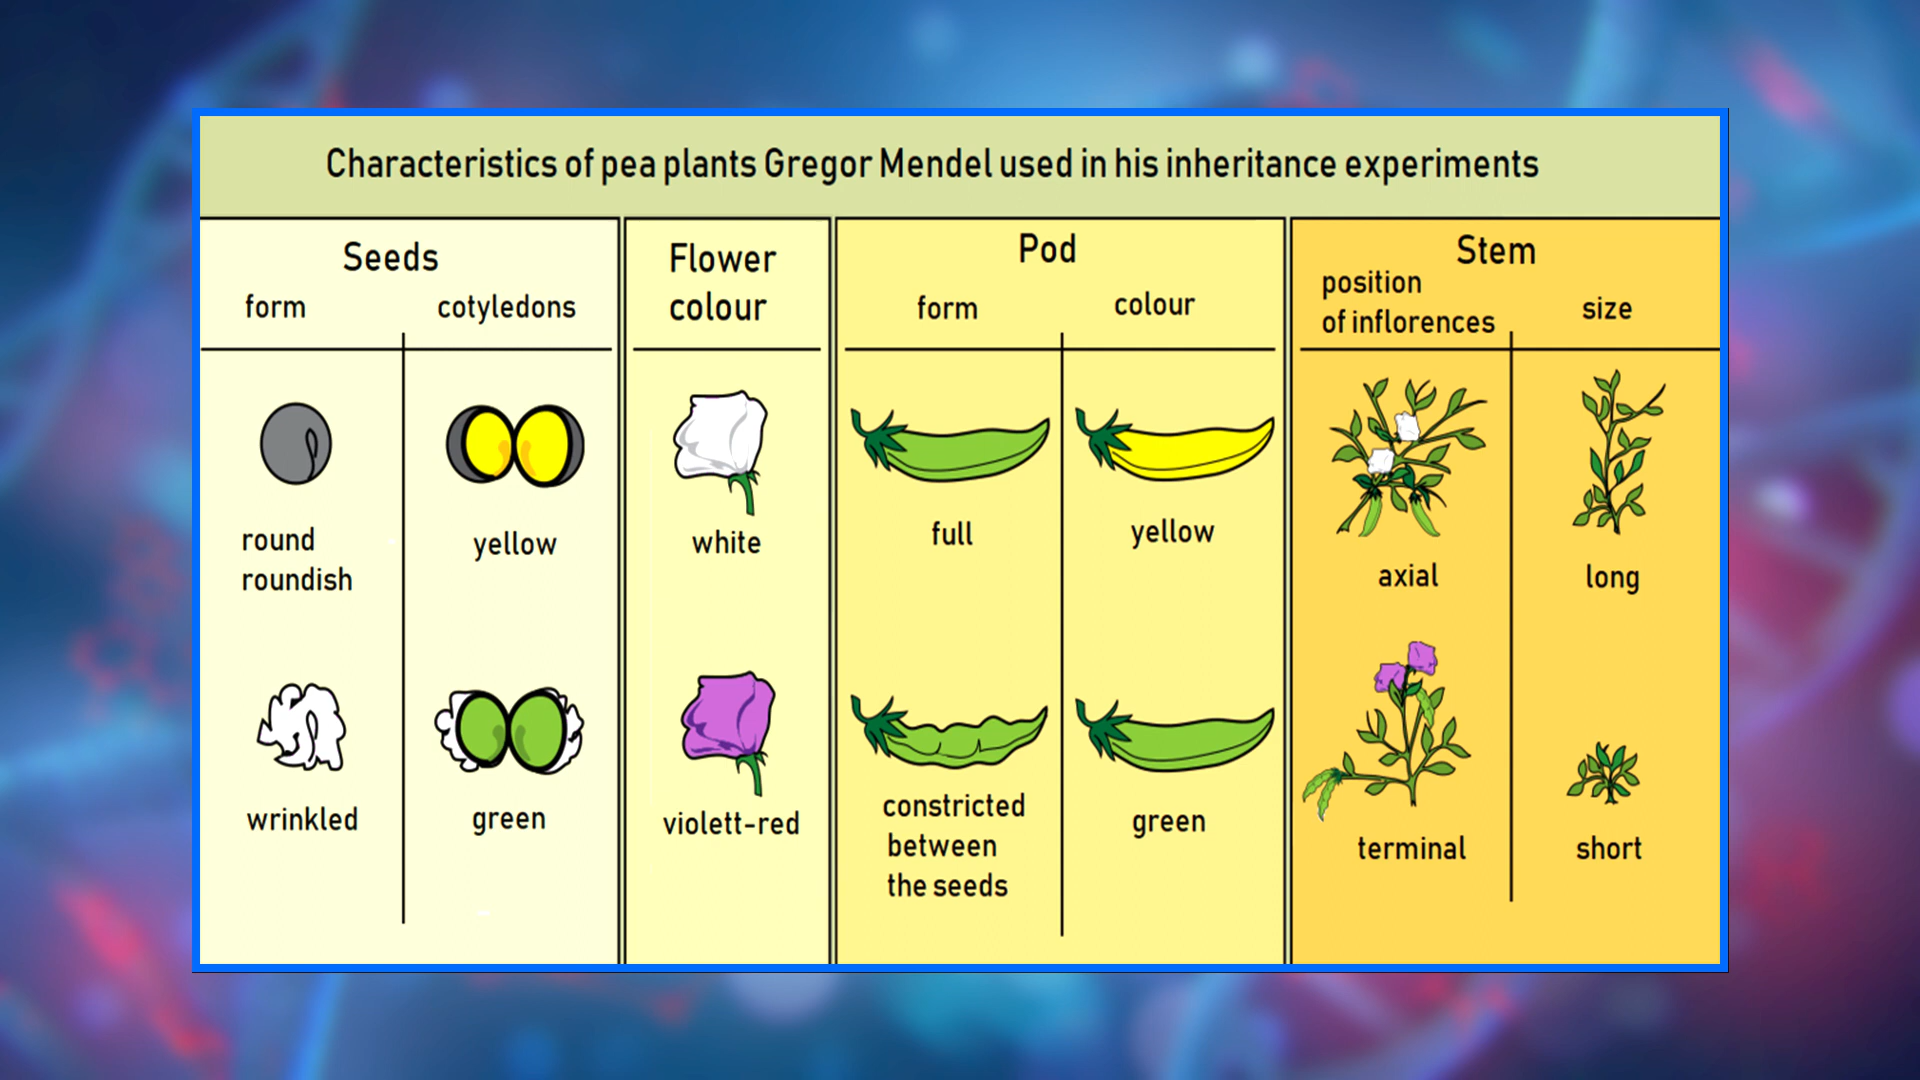 Characteristics of pea plants Gregor Mendel used in his inheritance experiments
Seeds
form
cotyledons
round
roundish
yellow
wrinkled
green
Flower
colour
white
violett-red
Pod
form
colour
full
yellow
constricted
between
the seeds
green
Stem
position
of inflorences
size
axial
long
terminal
short